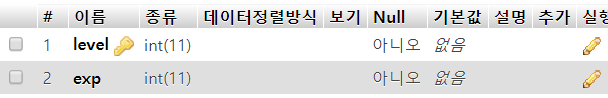 # 이름 종류 데이터정렬방식 보기 Null 기본값 설명 추가 실행
1 level int(11) 아니오 없음
2 exp int(11) 아니오 없음